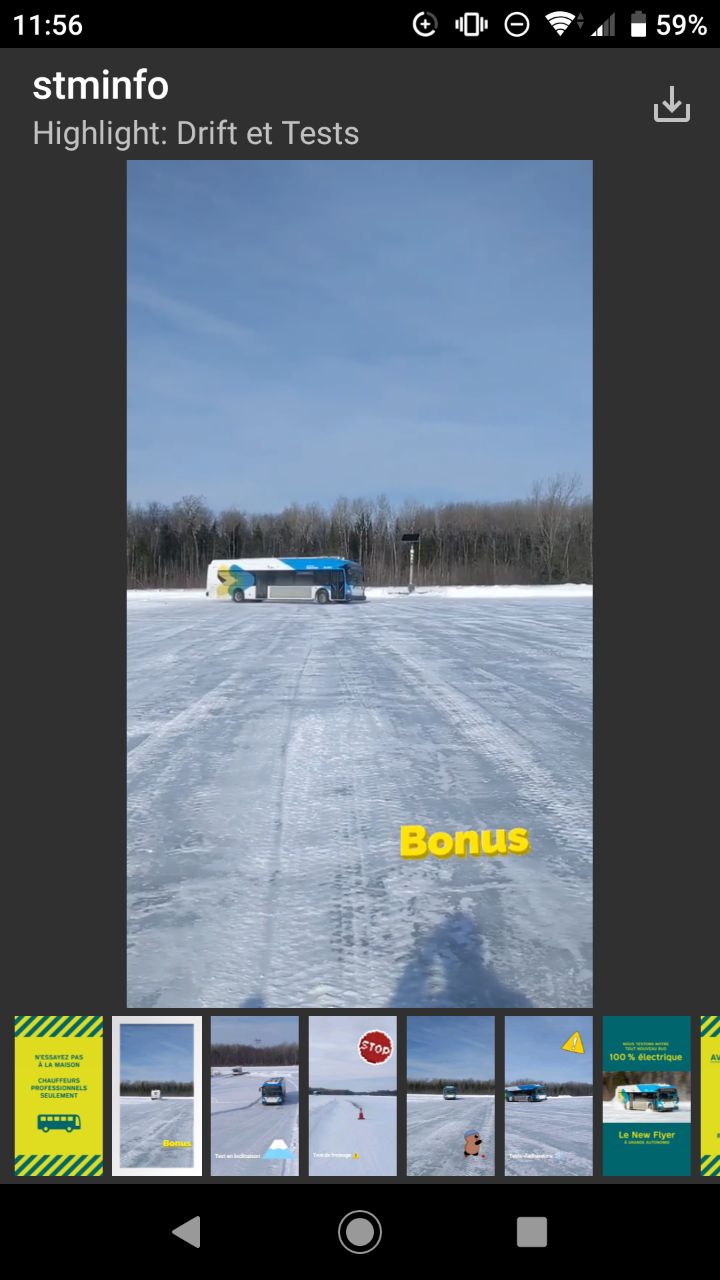 11:56
59%
stminfo
Highlight: Drift et Tests
Bonus
N'ESSAYEZ PAS
À LA MAISON
CHAUFFEURS
PROFESSIONNELS
SEULEMENT
Bonus
Test en inclinaison
STOP
Test de freinage
Tests d'adhérence
NOUS TESTONS NOTRE
TOUT NOUVEAU BUS
100 % électrique
Le New Flyer
À GRANDE AUTONOMIE
AV